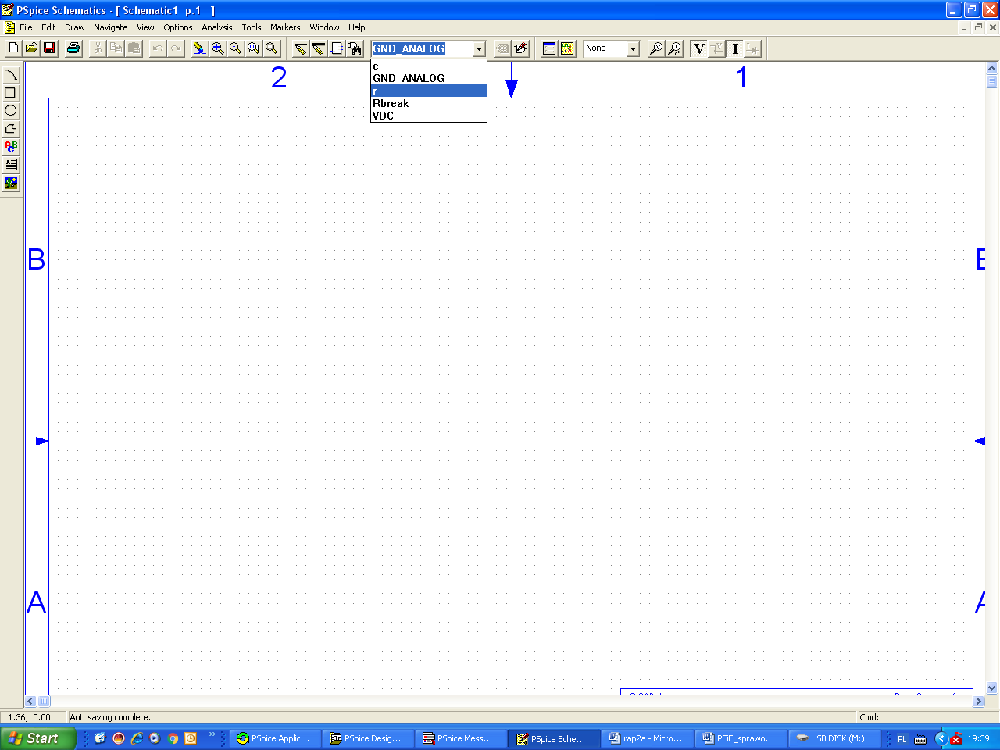 PSpice Schematics - [ Schematic1 p.1 ]
File Edit Draw Navigate View Options Analysis Tools Markers Window Help
GND_ANALOG
None
V
I
c
GND_ANALOG
r
Rbreak
VDC
2
1
B
A
A
1.36, 0.00
Autosaving complete.
Cmd:
Start
PSpice Applic...
PSpice Desig...
PSpice Mess...
PSpice Sche...
rap2a - Micro...
PEiE_sprawo...
USB DISK (M:)
PL
19:39